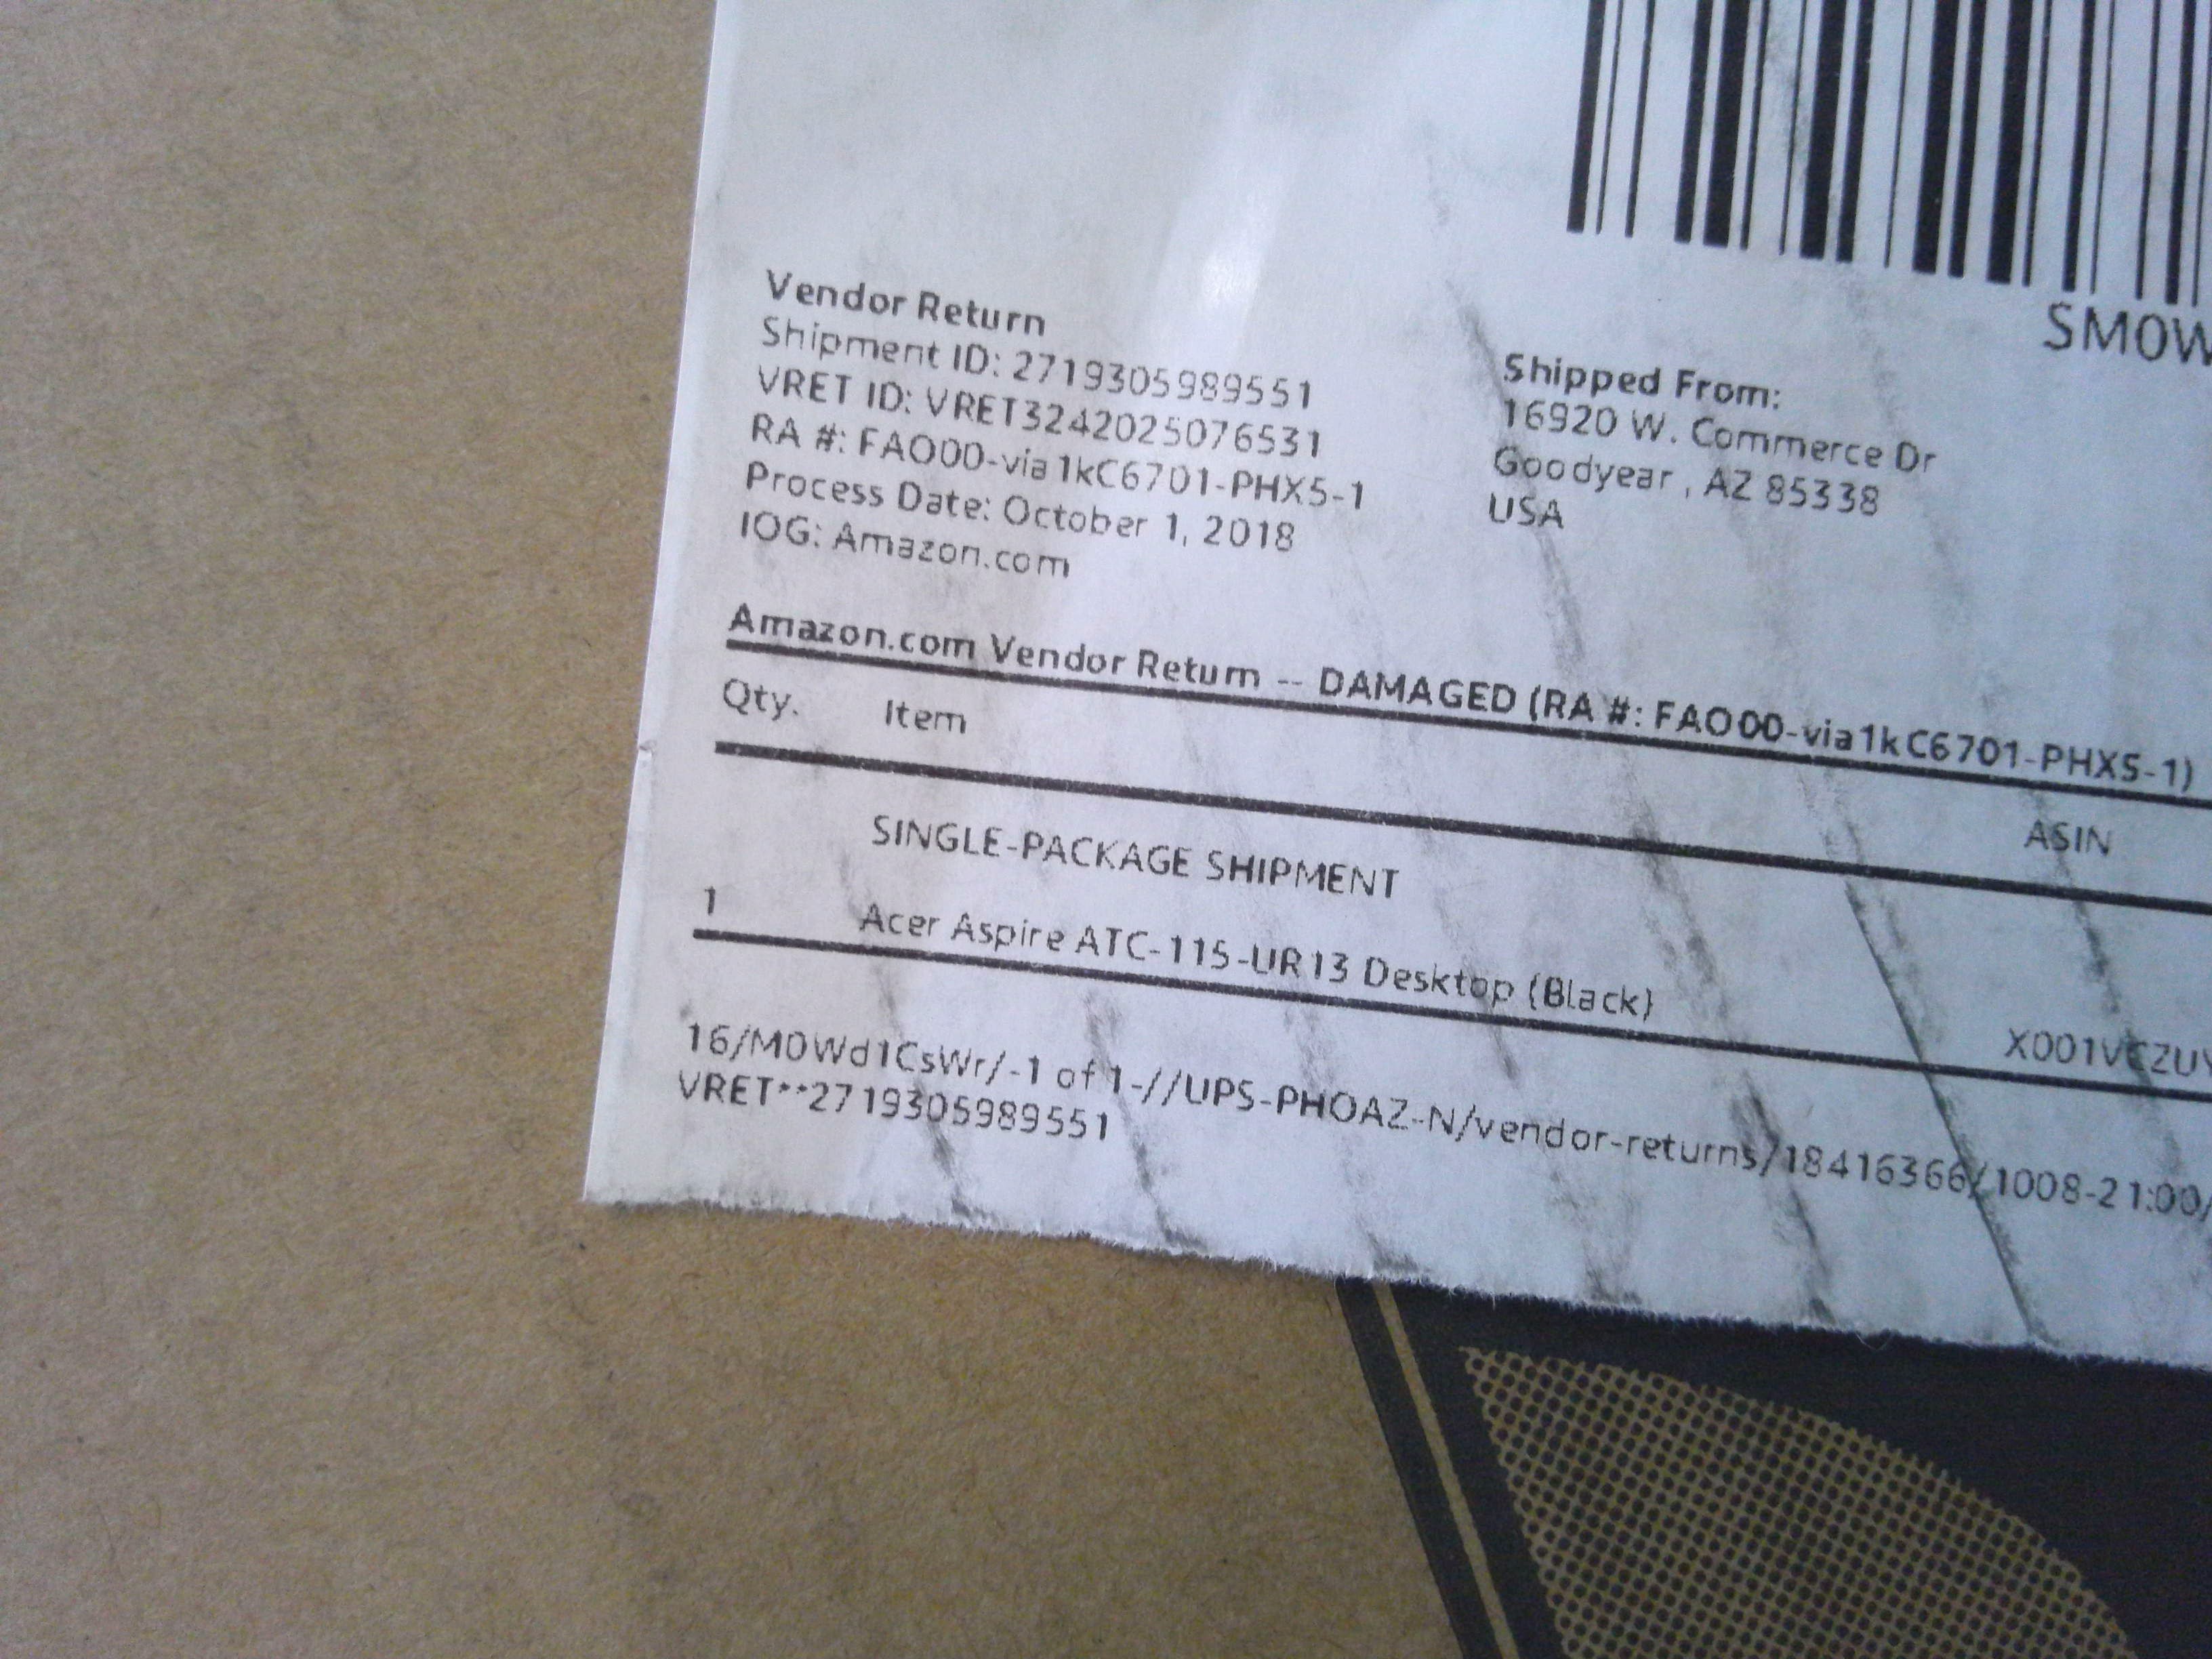 SM0W
Vendor Return
Shipment ID: 2719305989551
VRET ID: VRET3242025076531
RA #: FAO00-via1kC6701-PHX5-1
Process Date: October 1, 2018
IOG: Amazon.com
Shipped From:
16920 W. Commerce Dr
Goodyear , AZ 85338
USA
Amazon.com Vendor Return -- DAMAGED (RA #: FAO00-via1kC6701-PHX5-1)
Qty. Item ASIN
SINGLE-PACKAGE SHIPMENT
1 Acer Aspire ATC-115-UR13 Desktop (Black) X001VEZUY
16/M0Wd1CsWr/-1 of 1-//UPS-PHOAZ-N/vendor-returns/18416366/1008-21:00/
VRET**2719305989551